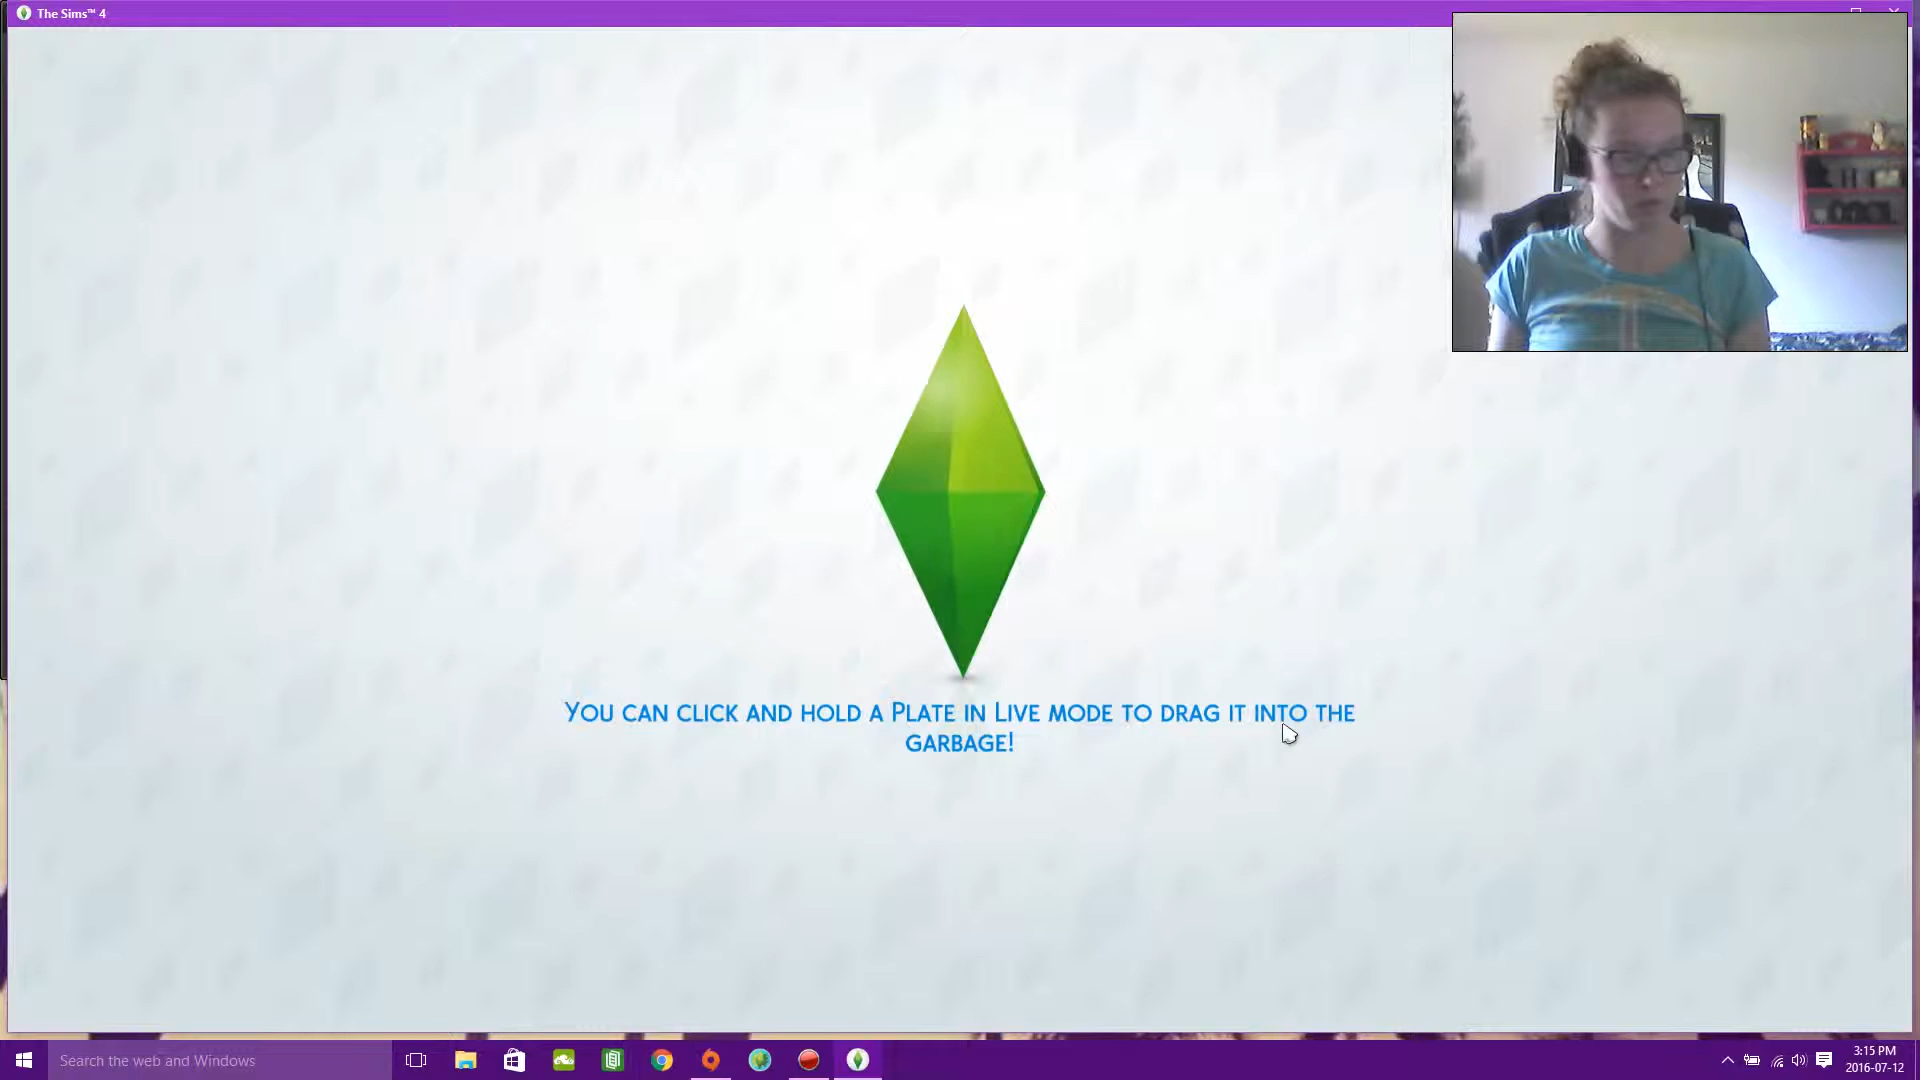 The Sims™ 4
YOU CAN CLICK AND HOLD A PLATE IN LIVE MODE TO DRAG IT INTO THE
GARBAGE!
Search the web and Windows
3:15 PM
2016-07-12